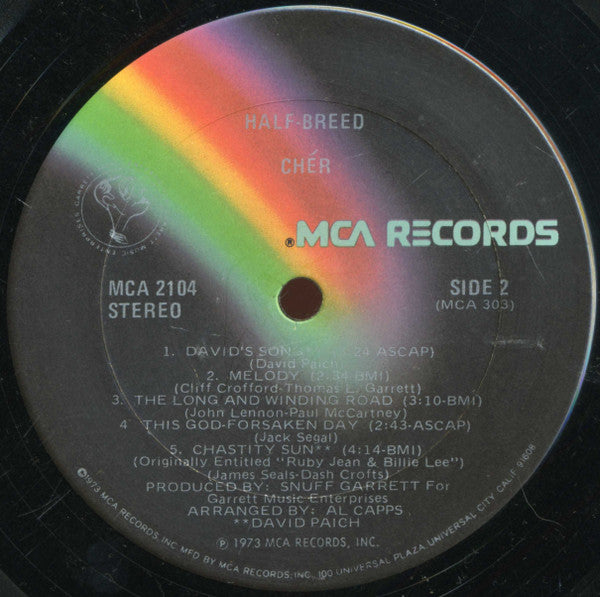 HALF-BREED
CHÉR
®MCA RECORDS
GARRETT MUSIC ENTERPRISES
MCA 2104
STEREO
SIDE 2
(MCA 303)
1. DAVID'S SONG :24 ASCAP)
(David Paich)
2. MELODY (2:34-BMI)
(Cliff Crofford-Thomas L. Garrett)
3. THE LONG AND WINDING ROAD (3:10-BMI)
(John Lennon-Paul McCartney)
4 THIS GOD-FORSAKEN DAY (2:43-ASCAP)
(Jack Segal)
5. CHASTITY SUN** (4:14-BMI)
(Originally Entitled "Ruby Jean & Billie Lee")
(James Seals-Dash Crofts)
PRODUCED BY: SNUFF GARRETT For
Garrett Music Enterprises
ARRANGED BY: AL CAPPS
**DAVID PAICH
℗ 1973 MCA RECORDS, INC.
©1973 MCA RECORDS, INC. MFD BY MCA RECORDS, INC., 100 UNIVERSAL PLAZA, UNIVERSAL CITY, CALIF. 91608